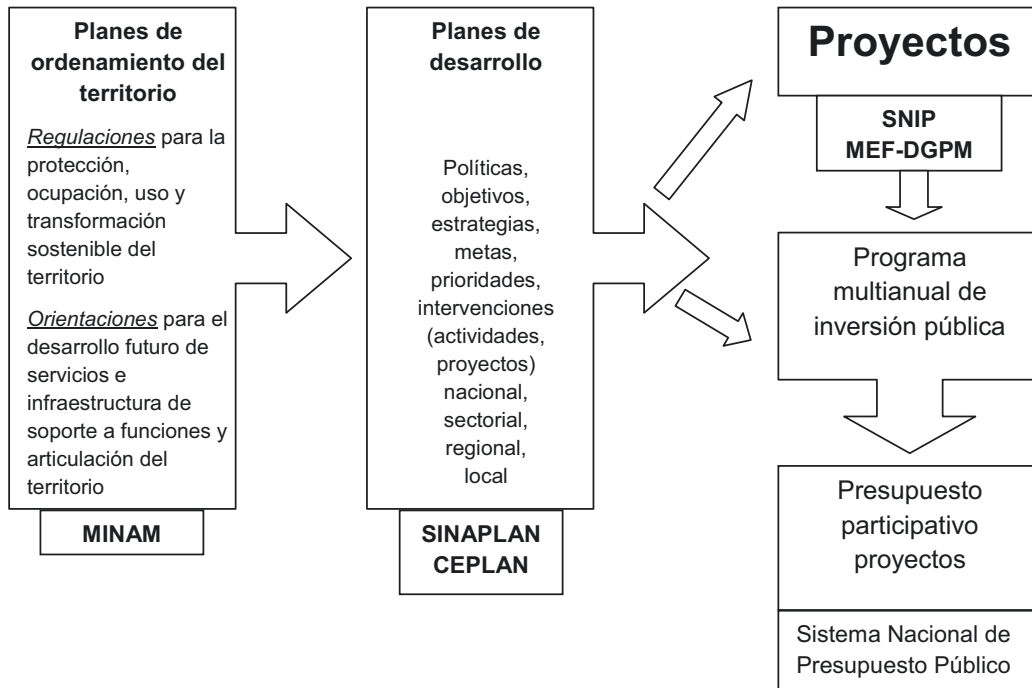 Planes de
ordenamiento del
territorio
Regulaciones para la
protección,
ocupación, uso y
transformación
sostenible del
territorio
Orientaciones para el
desarrollo futuro de
servicios e
infraestructura de
soporte a funciones y
articulación del
territorio
MINAM
Planes de
desarrollo
Políticas,
objetivos,
estrategias,
metas,
prioridades,
intervenciones
(actividades,
proyectos)
nacional,
sectorial,
regional,
local
SINAPLAN
CEPLAN
Proyectos
SNIP
MEF-DGPM
Programa
multianual de
inversión pública
Presupuesto
participativo
proyectos
Sistema Nacional de
Presupuesto Público